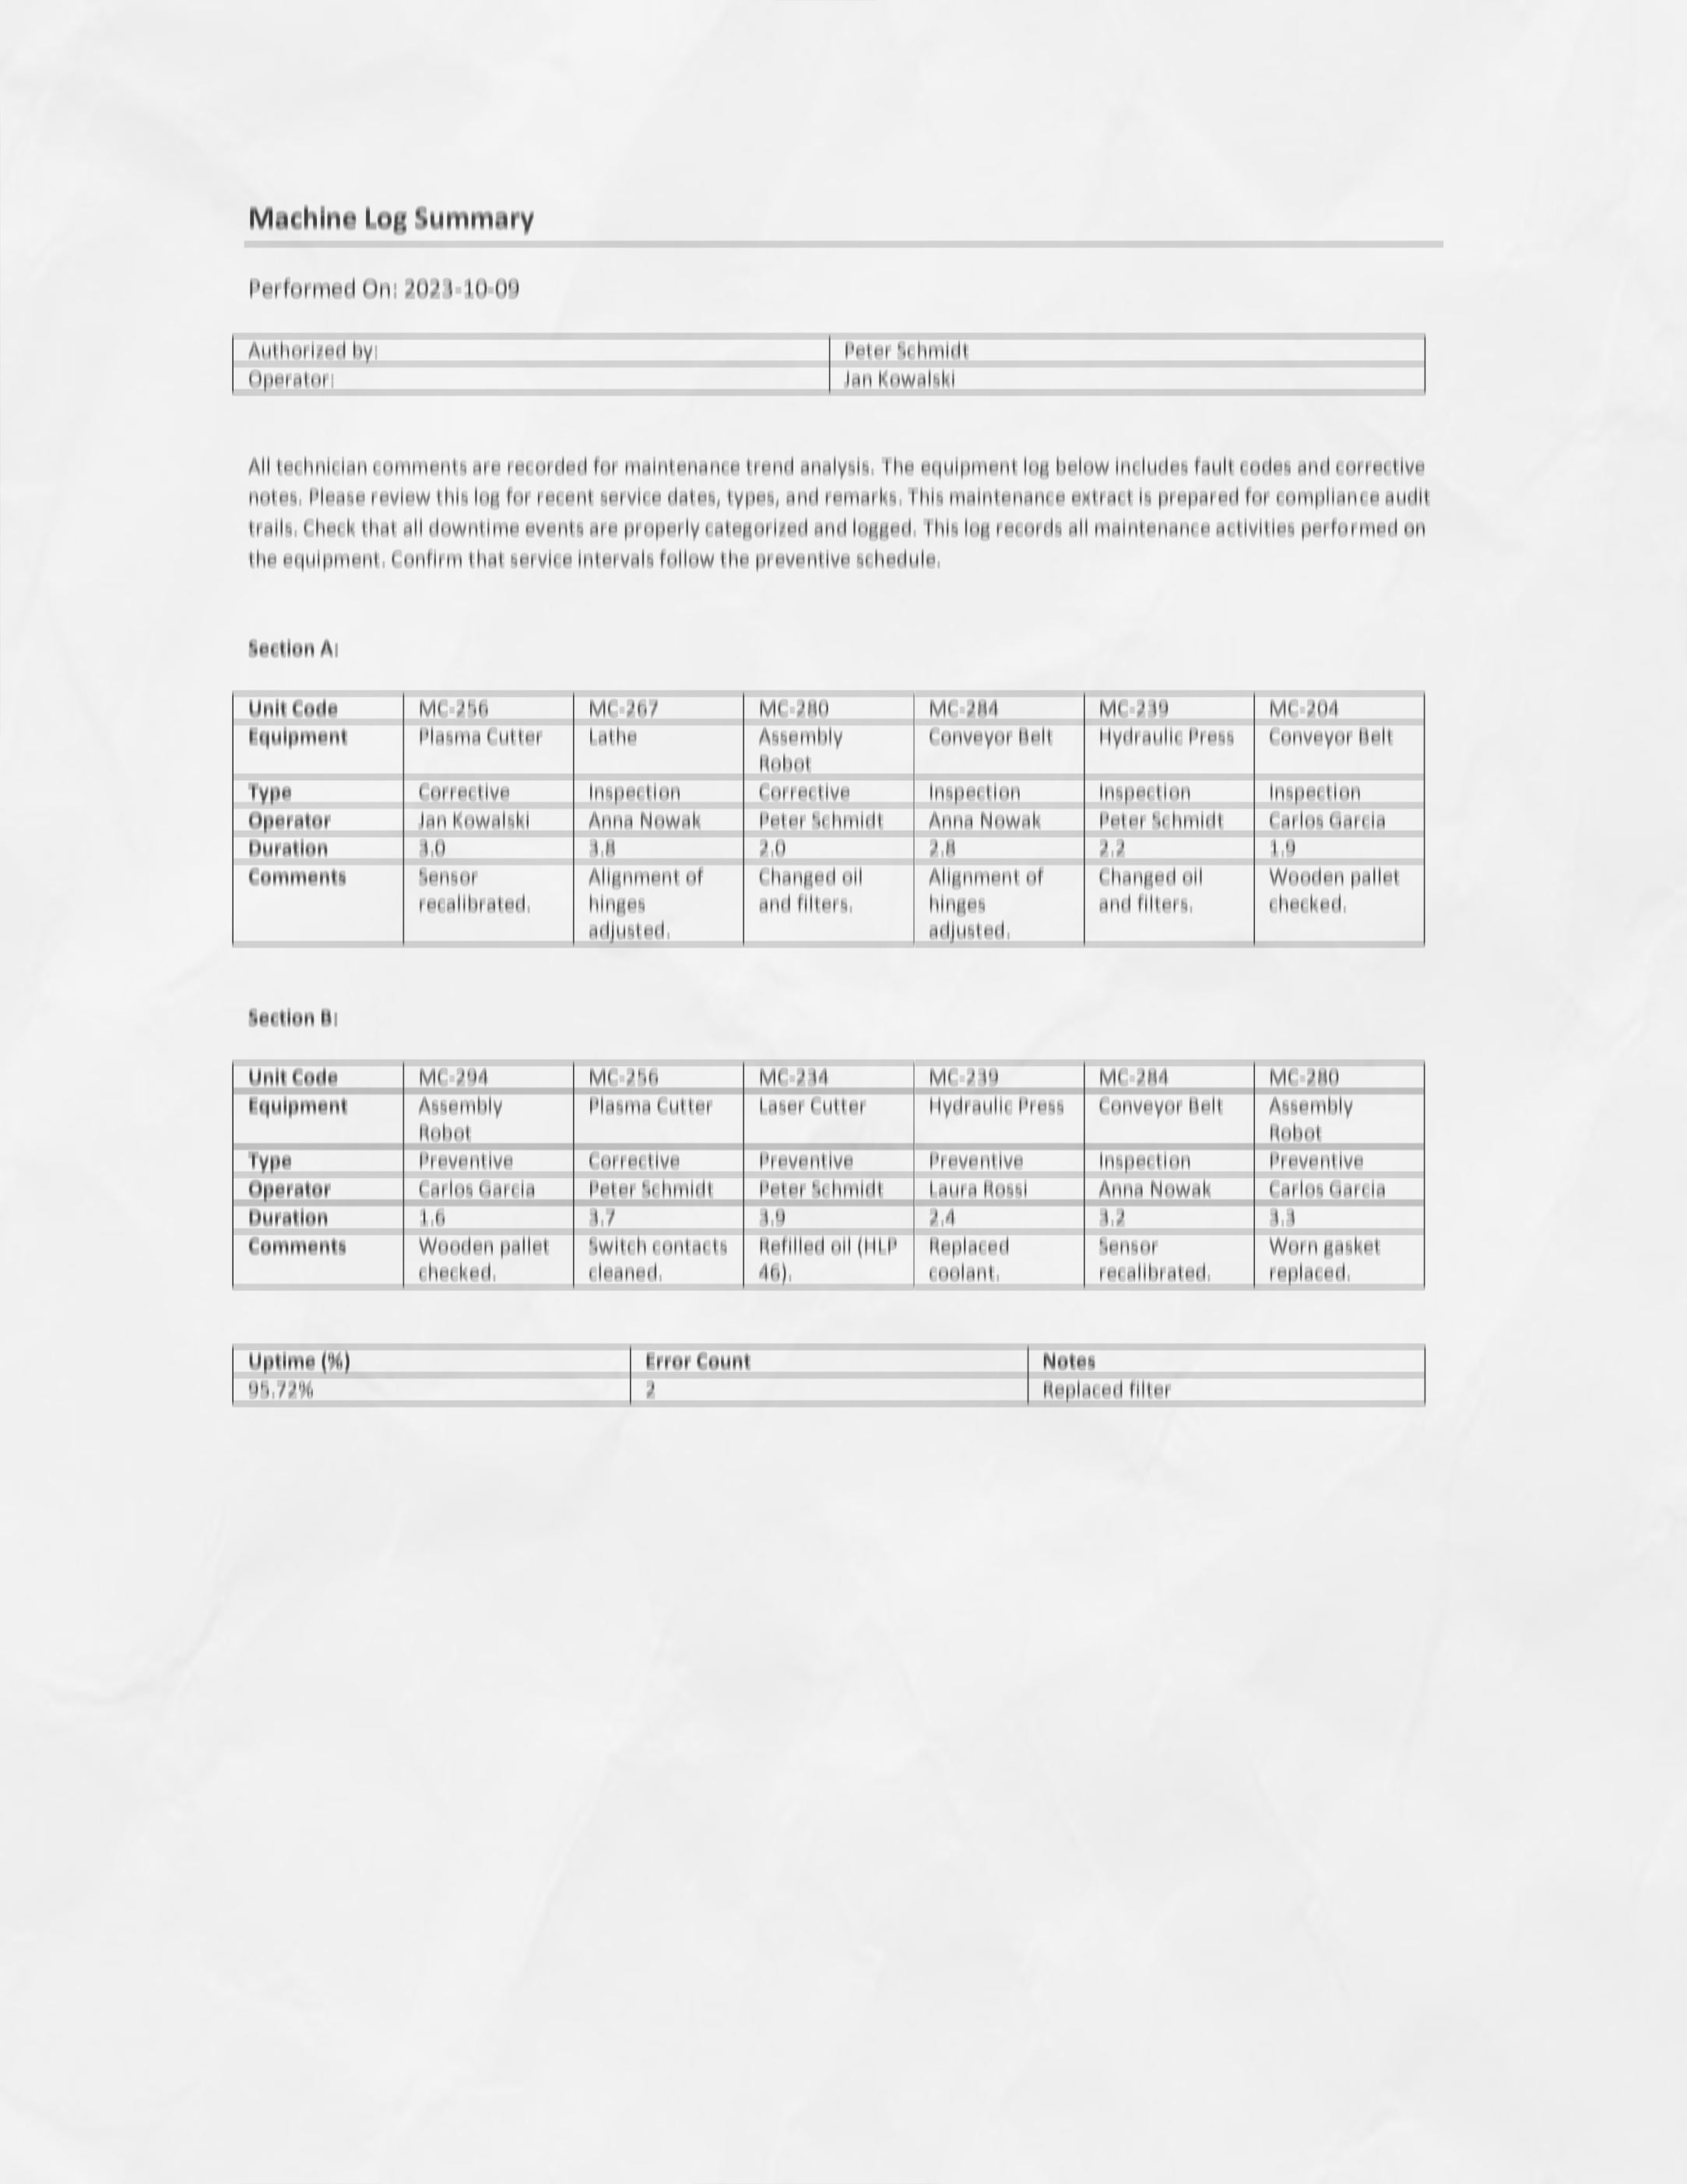 Machine Log Summary
Performed On: 2023-10-09
Authorized by: Peter Schmidt
Operator: Jan Kowalski
All technician comments are recorded for maintenance trend analysis. The equipment log below includes fault codes and corrective
notes. Please review this log for recent service dates, types, and remarks. This maintenance extract is prepared for compliance audit
trails. Check that all downtime events are properly categorized and logged. This log records all maintenance activities performed on
the equipment. Confirm that service intervals follow the preventive schedule.
Section A:
Unit Code MC-256 MC-267 MC-280 MC-284 MC-239 MC-204
Equipment Plasma Cutter Lathe Assembly Conveyor Belt Hydraulic Press Conveyor Belt
Robot
Type Corrective Inspection Corrective Inspection Inspection Inspection
Operator Jan Kowalski Anna Nowak Peter Schmidt Anna Nowak Peter Schmidt Carlos Garcia
Duration 3.0 3.8 2.0 2.8 2.2 1.9
Comments Sensor Alignment of Changed oil Alignment of Changed oil Wooden pallet
recalibrated. hinges and filters. hinges and filters. checked.
adjusted. adjusted.
Section B:
Unit Code MC-294 MC-256 MC-234 MC-239 MC-284 MC-280
Equipment Assembly Plasma Cutter Laser Cutter Hydraulic Press Conveyor Belt Assembly
Robot Robot
Type Preventive Corrective Preventive Preventive Inspection Preventive
Operator Carlos Garcia Peter Schmidt Peter Schmidt Laura Rossi Anna Nowak Carlos Garcia
Duration 1.6 3.7 3.9 2.4 3.2 3.3
Comments Wooden pallet Switch contacts Refilled oil (HLP Replaced Sensor Worn gasket
checked. cleaned. 46). coolant. recalibrated. replaced.
Uptime (%) Error Count Notes
95.72% 2 Replaced filter